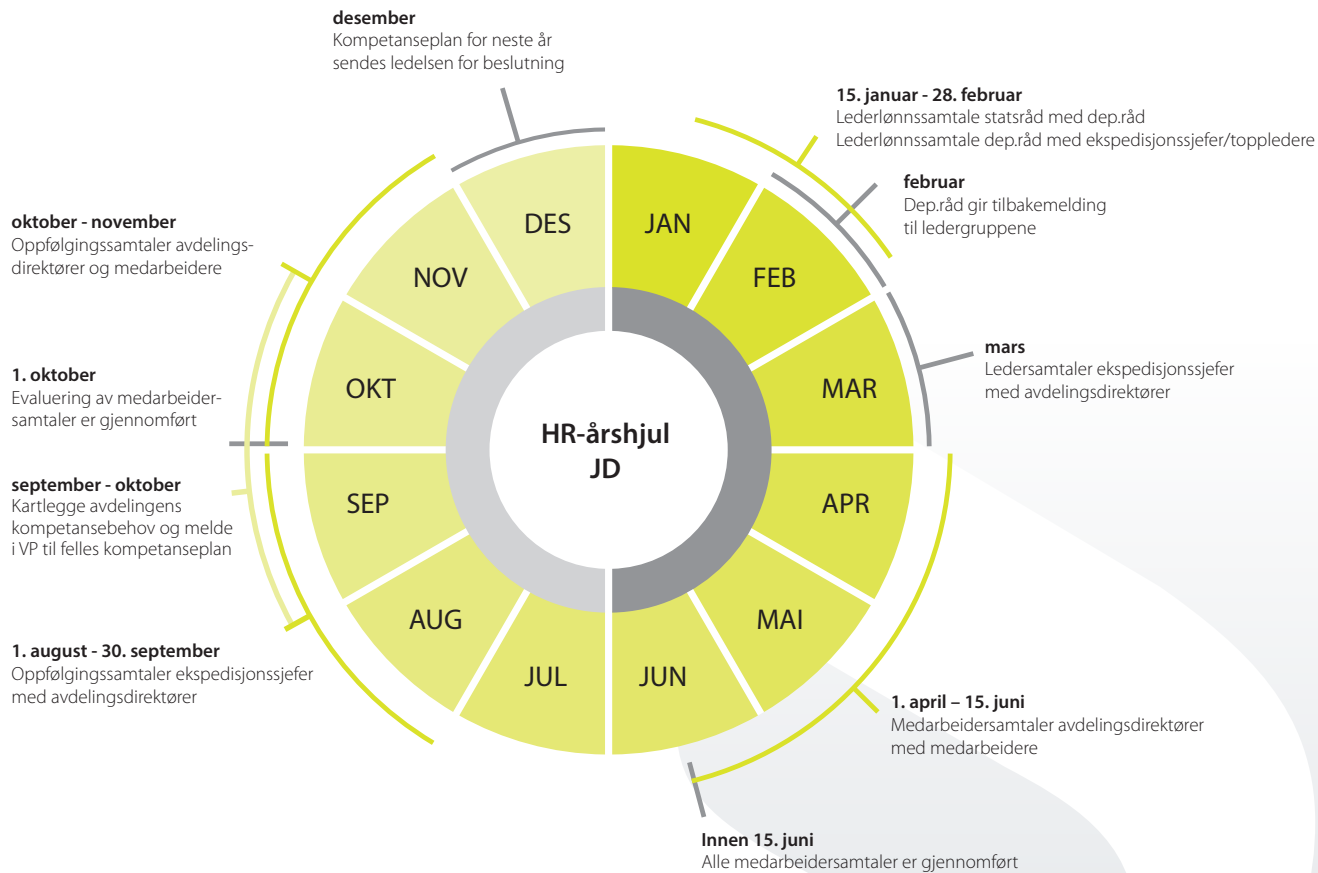 desember
Kompetanseplan for neste år
sendes ledelsen for beslutning
15. januar - 28. februar
Lederlønnssamtale statsråd med dep.råd
Lederlønnssamtale dep.råd med ekspedisjonssjefer/toppledere
februar
Dep.råd gir tilbakemelding
til ledergruppene
mars
Ledersamtaler ekspedisjonssjefer
med avdelingsdirektører
1. april – 15. juni
Medarbeidersamtaler avdelingsdirektører
med medarbeidere
Innen 15. juni
Alle medarbeidersamtaler er gjennomført
1. august - 30. september
Oppfølgingssamtaler ekspedisjonssjefer
med avdelingsdirektører
september - oktober
Kartlegge avdelingens
kompetansebehov og melde
i VP til felles kompetanseplan
1. oktober
Evaluering av medarbeider-
samtaler er gjennomført
oktober - november
Oppfølgingssamtaler avdelings-
direktører og medarbeidere
JAN
FEB
MAR
APR
MAI
JUN
JUL
AUG
SEP
OKT
NOV
DES
HR-årshjul
JD